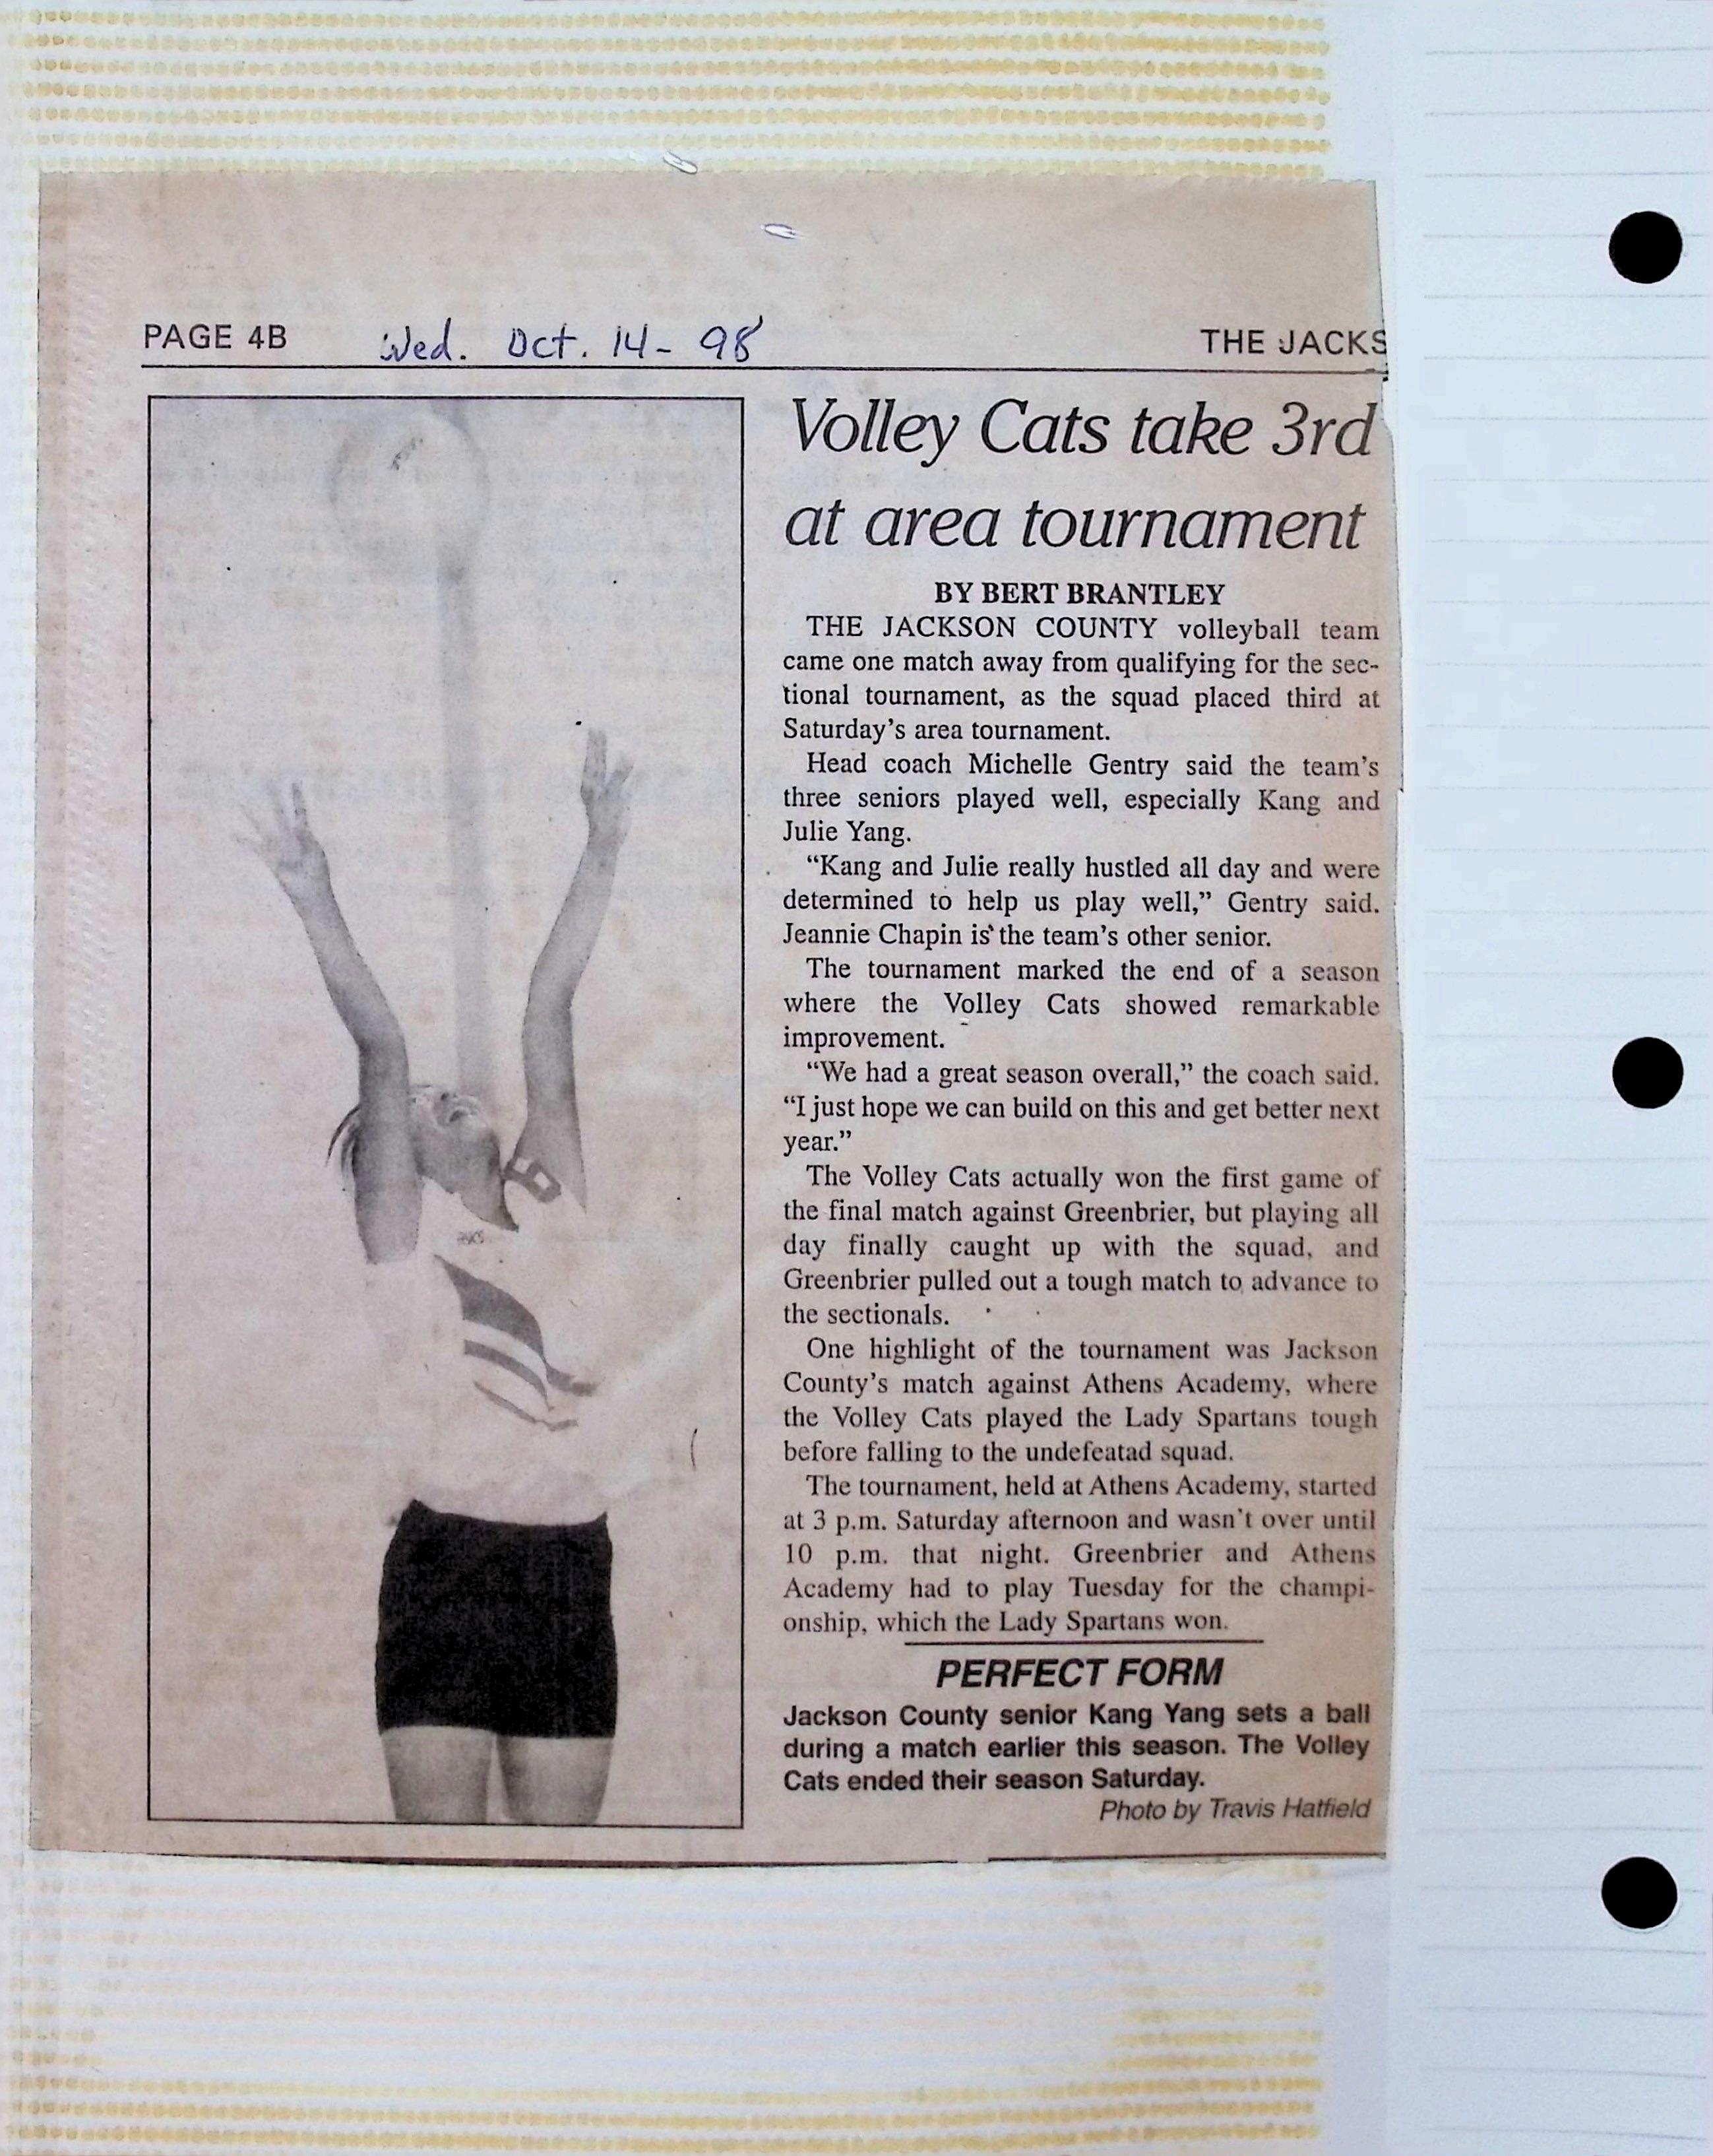 PAGE 4B Wed. Oct. 14- 98 THE JACKS
Volley Cats take 3rd
at area tournament
BY BERT BRANTLEY
THE JACKSON COUNTY volleyball team
came one match away from qualifying for the sec-
tional tournament, as the squad placed third at
Saturday's area tournament.
Head coach Michelle Gentry said the team's
three seniors played well, especially Kang and
Julie Yang.
“Kang and Julie really hustled all day and were
determined to help us play well,” Gentry said.
Jeannie Chapin is the team's other senior.
The tournament marked the end of a season
where the Volley Cats showed remarkable
improvement.
“We had a great season overall,” the coach said.
“I just hope we can build on this and get better next
year.”
The Volley Cats actually won the first game of
the final match against Greenbrier, but playing all
day finally caught up with the squad, and
Greenbrier pulled out a tough match to advance to
the sectionals.
One highlight of the tournament was Jackson
County's match against Athens Academy, where
the Volley Cats played the Lady Spartans tough
before falling to the undefeatad squad.
The tournament, held at Athens Academy, started
at 3 p.m. Saturday afternoon and wasn't over until
10 p.m. that night. Greenbrier and Athens
Academy had to play Tuesday for the champi-
onship, which the Lady Spartans won.
PERFECT FORM
Jackson County senior Kang Yang sets a ball
during a match earlier this season. The Volley
Cats ended their season Saturday.
Photo by Travis Hatfield
6
asics